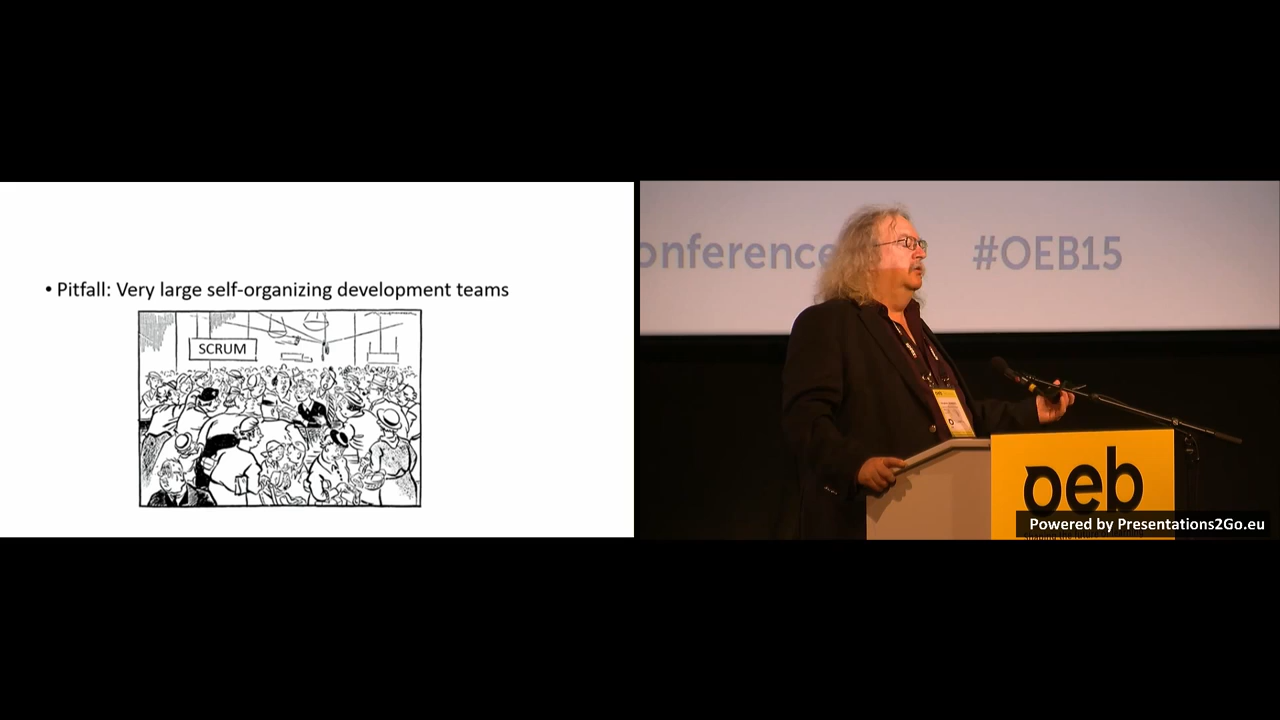 • Pitfall: Very large self-organizing development teams
SCRUM
onference
#OEB15
oeb
Powered by Presentations2Go.eu